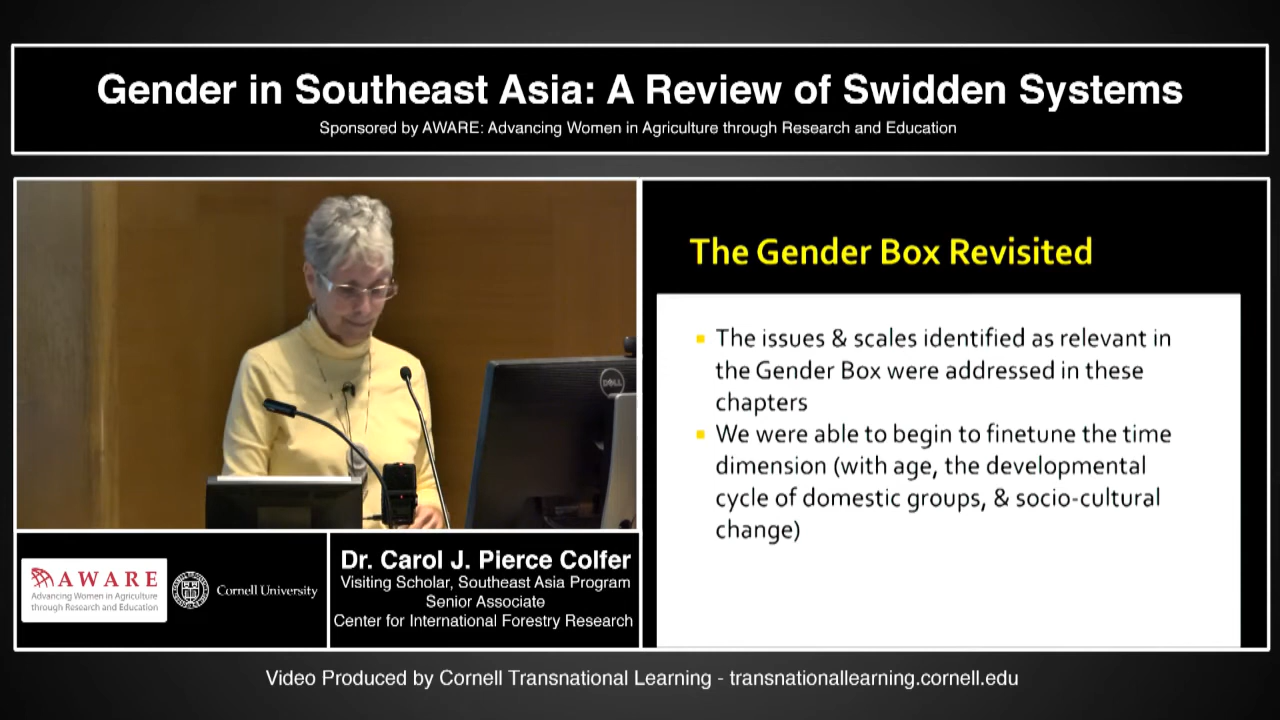 Gender in Southeast Asia: A Review of Swidden Systems
Sponsored by AWARE: Advancing Women in Agriculture through Research and Education
The Gender Box Revisited
The issues & scales identified as relevant in
the Gender Box were addressed in these
chapters
We were able to begin to finetune the time
dimension (with age, the developmental
cycle of domestic groups, & socio-cultural
change)
DELL
AWARE
Advancing Women in Agriculture
through Research and Education
Cornell University
Dr. Carol J. Pierce Colfer
Visiting Scholar, Southeast Asia Program
Senior Associate
Center for International Forestry Research
Video Produced by Cornell Transnational Learning - transnationallearning.cornell.edu